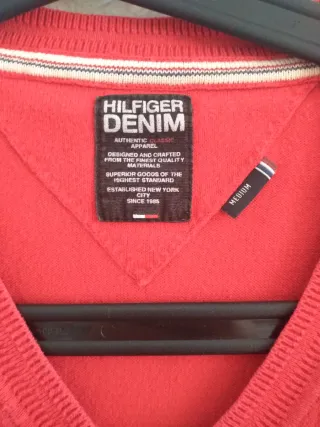 HILFIGER
DENIM
AUTHENTIC CLASSIC
APPAREL
DESIGNED AND CRAFTED
FROM THE FINEST QUALITY
MATERIALS
SUPERIOR GOODS OF THE
HIGHEST STANDARD
ESTABLISHED NEW YORK
CITY
SINCE 1985
MEDIUM